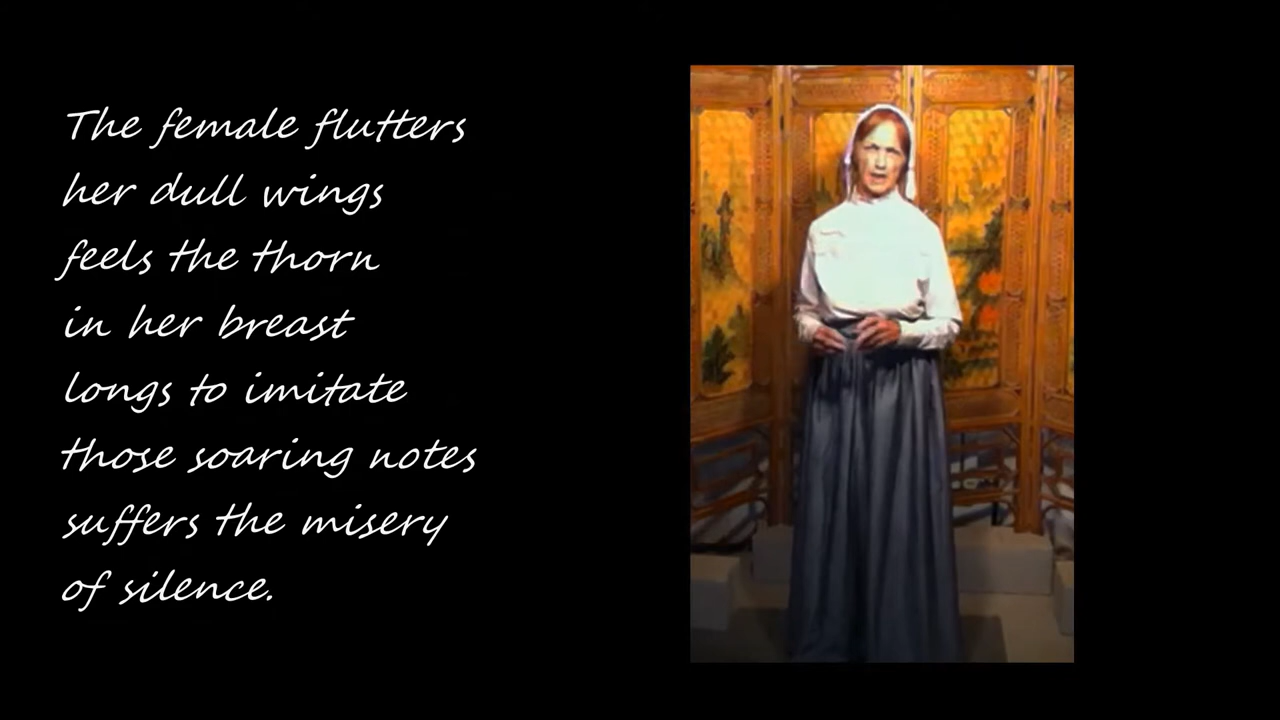 The female flutters
her dull wings
feels the thorn
in her breast
longs to imitate
those soaring notes
suffers the misery
of silence.